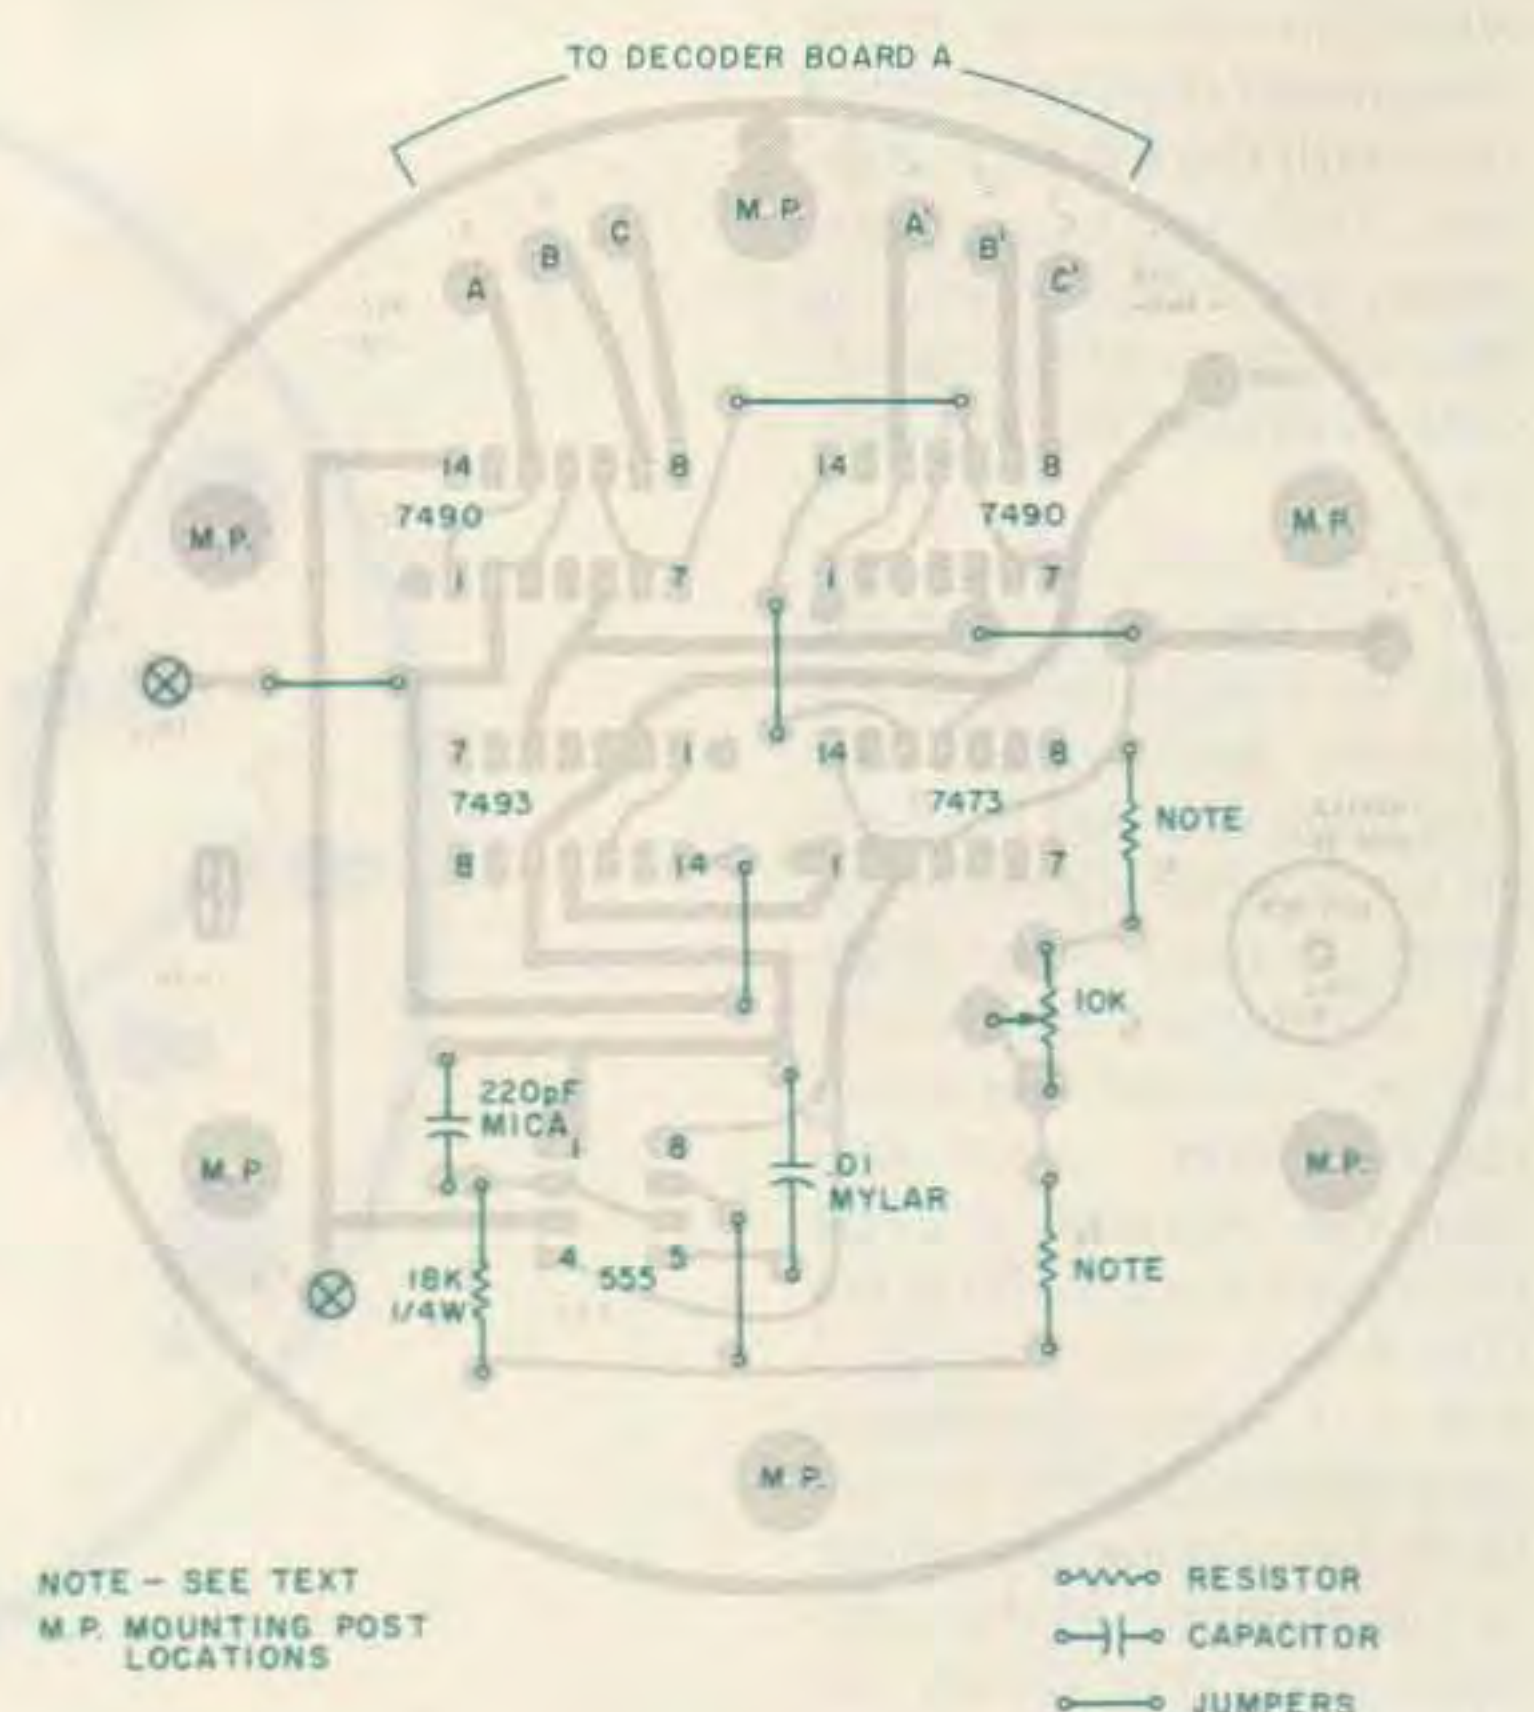 TO DECODER BOARD A
M.P.
A B C
A' B' C'
14 8
7490
1 7
14 8
7490
1 7
M.P.
M.P.
7 1
7493
8 14
14 8
7473
1 7
NOTE
10K
220pF
MICA
1 8
4 5
555
.01
MYLAR
18K
1/4W
NOTE
M.P.
M.P.
M.P.
NOTE – SEE TEXT
M.P. MOUNTING POST
LOCATIONS
RESISTOR
CAPACITOR
JUMPERS